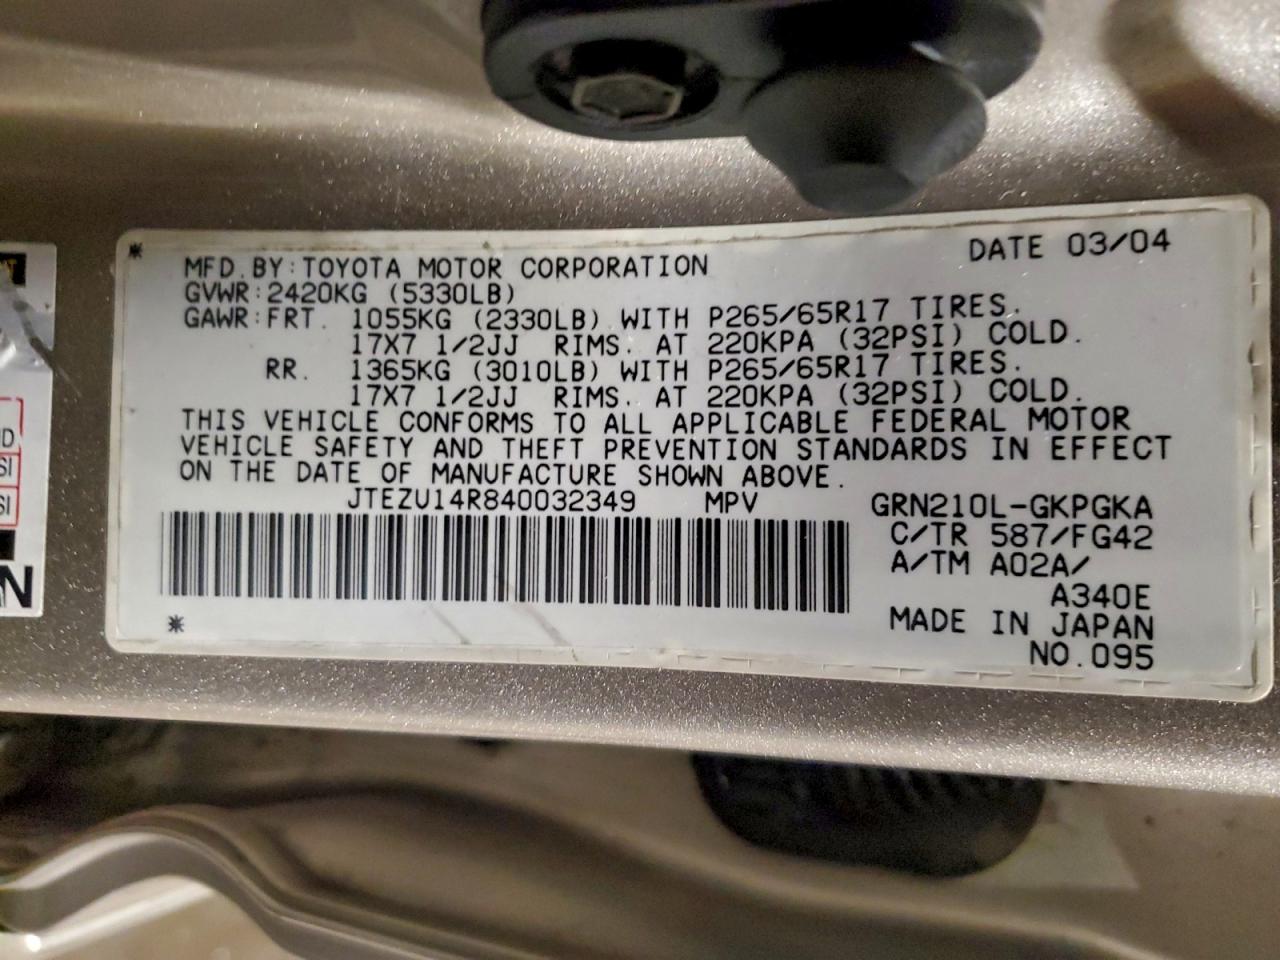 DATE 03/04
MFD. BY: TOYOTA MOTOR CORPORATION
GVWR: 2420KG (5330LB)
GAWR: FRT. 1055KG (2330LB) WITH P265/65R17 TIRES.
17X7 1/2JJ RIMS. AT 220KPA (32PSI) COLD.
RR. 1365KG (3010LB) WITH P265/65R17 TIRES.
17X7 1/2JJ RIMS. AT 220KPA (32PSI) COLD.
THIS VEHICLE CONFORMS TO ALL APPLICABLE FEDERAL MOTOR
VEHICLE SAFETY AND THEFT PREVENTION STANDARDS IN EFFECT
ON THE DATE OF MANUFACTURE SHOWN ABOVE.
JTEZU14R840032349 MPV GRN210L-GKPGKA
C/TR 587/FG42
A/TM A02A/
A340E
MADE IN JAPAN
NO.095